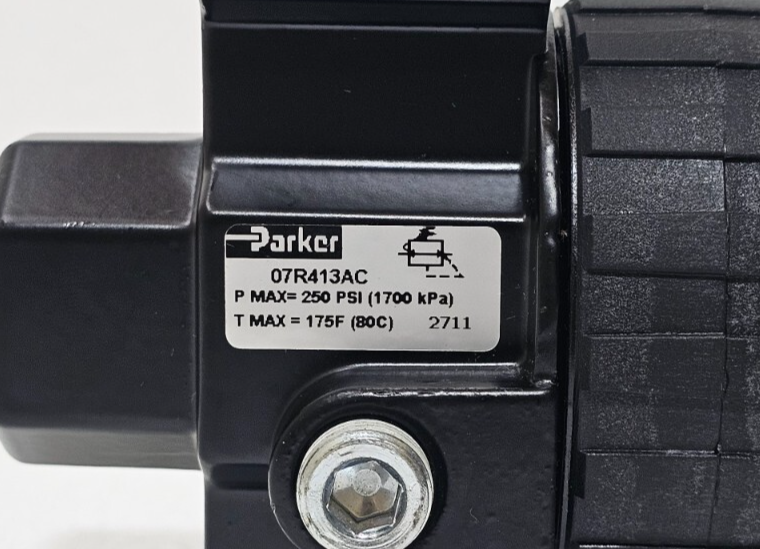 Parker
07R413AC
P MAX= 250 PSI (1700 kPa)
T MAX = 175F (80C) 2711